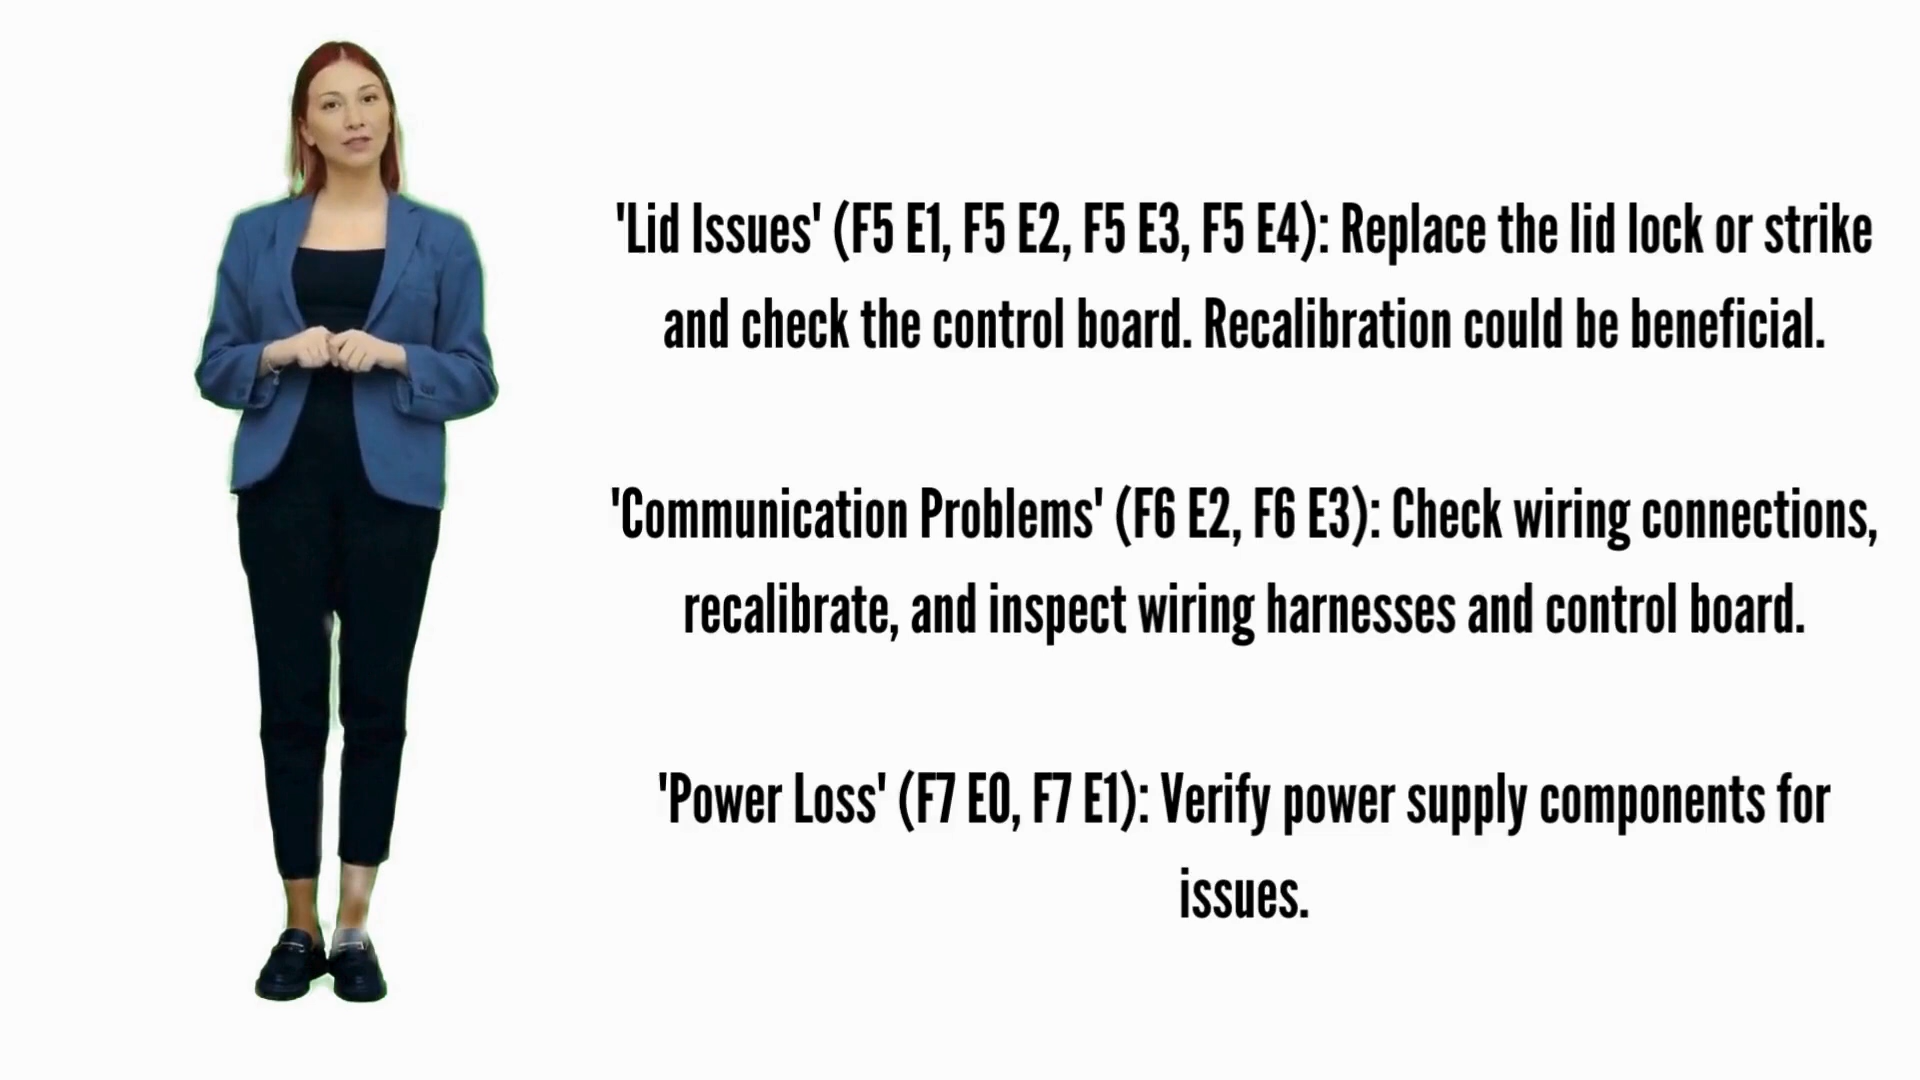 'Lid Issues' (F5 E1, F5 E2, F5 E3, F5 E4): Replace the lid lock or strike
and check the control board. Recalibration could be beneficial.
'Communication Problems' (F6 E2, F6 E3): Check wiring connections,
recalibrate, and inspect wiring harnesses and control board.
'Power Loss' (F7 E0, F7 E1): Verify power supply components for
issues.